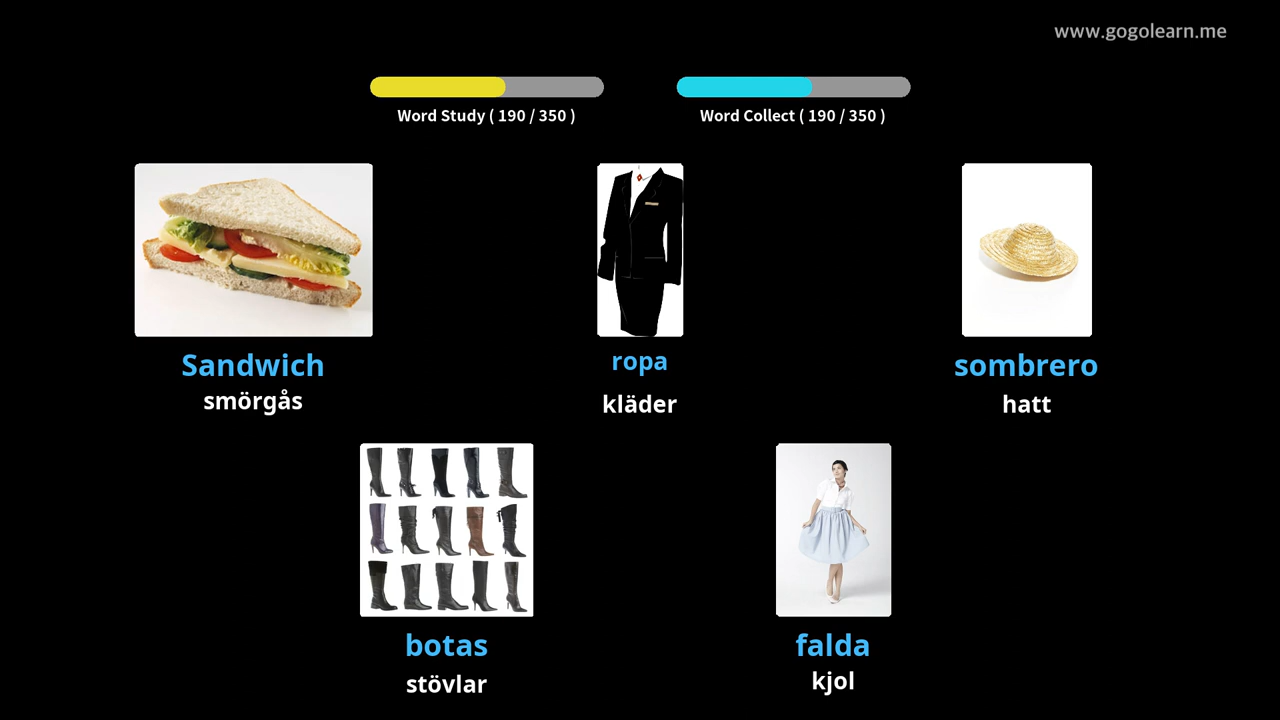 www.gogolearn.me
Word Study ( 190 / 350 )
Word Collect ( 190 / 350 )
Sandwich
smörgås
ropa
kläder
sombrero
hatt
botas
stövlar
falda
kjol